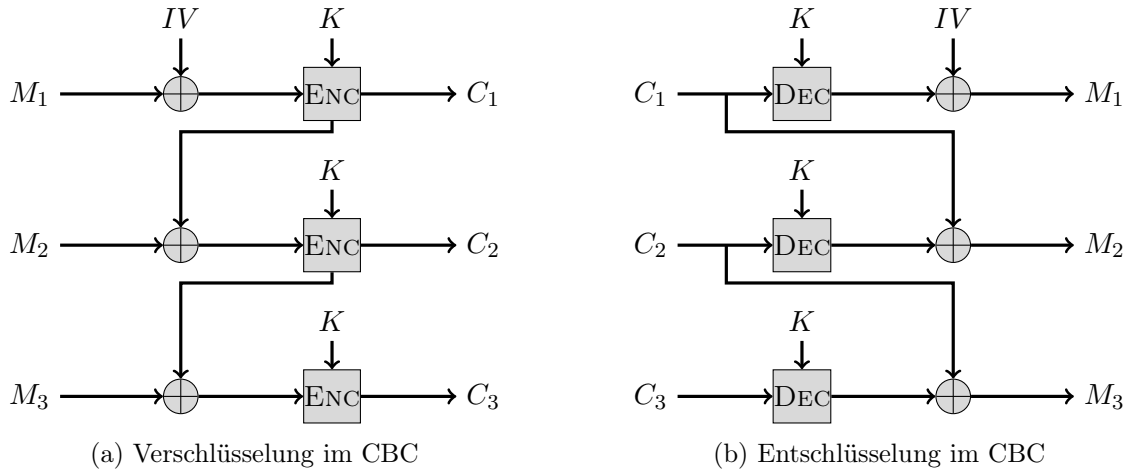 IV K
M1 ENC C1
K
M2 ENC C2
K
M3 ENC C3
(a) Verschlüsselung im CBC
K IV
C1 DEC M1
K
C2 DEC M2
K
C3 DEC M3
(b) Entschlüsselung im CBC